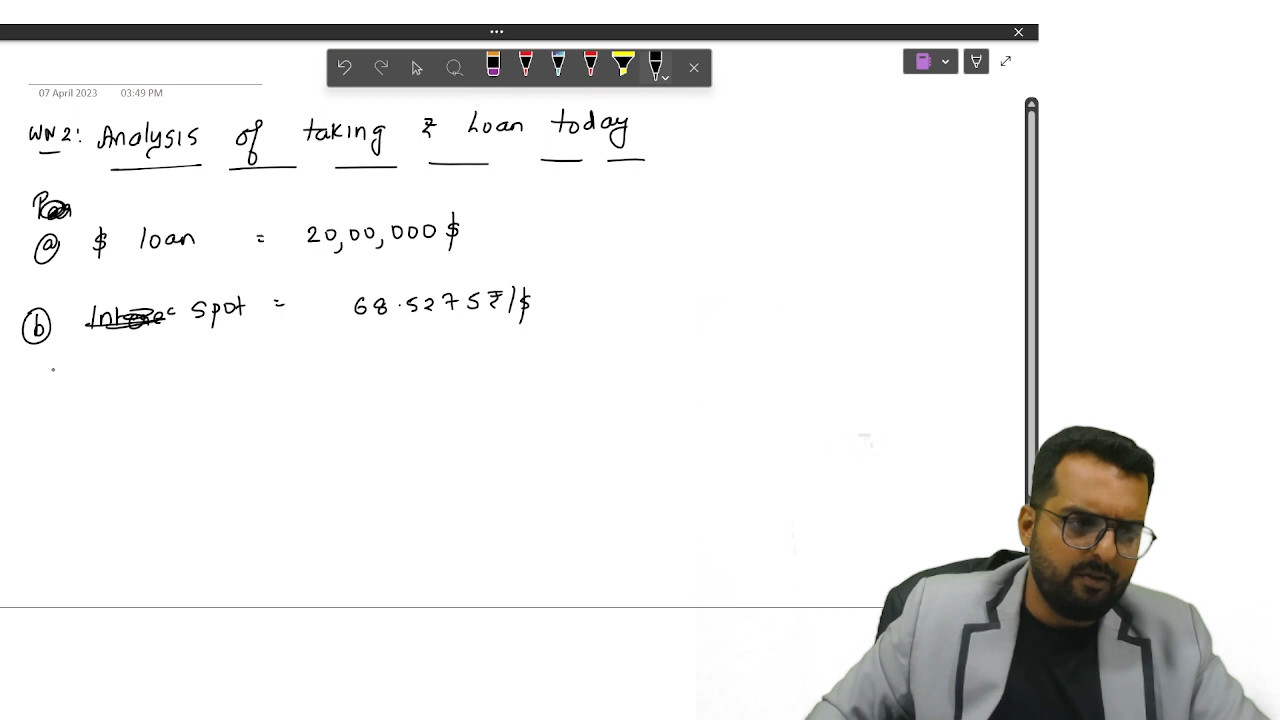 07 April 2023 03:49 PM
WN 2: Analysis of taking ₹ Loan today
(a) $ loan = 20,00,000 $
(b) spot = 68.5275 ₹/$